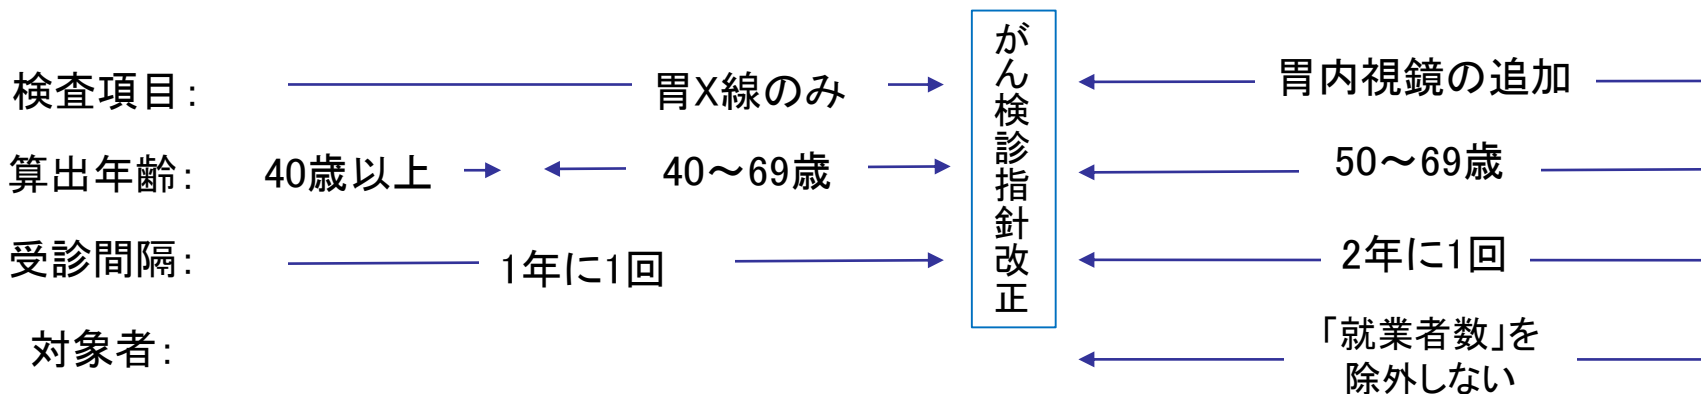 検査項目: 胃X線のみ 胃内視鏡の追加
算出年齢: 40歳以上 40～69歳 50～69歳
受診間隔: 1年に1回 2年に1回
対象者: 「就業者数」を
除外しない
がん検診指針改正